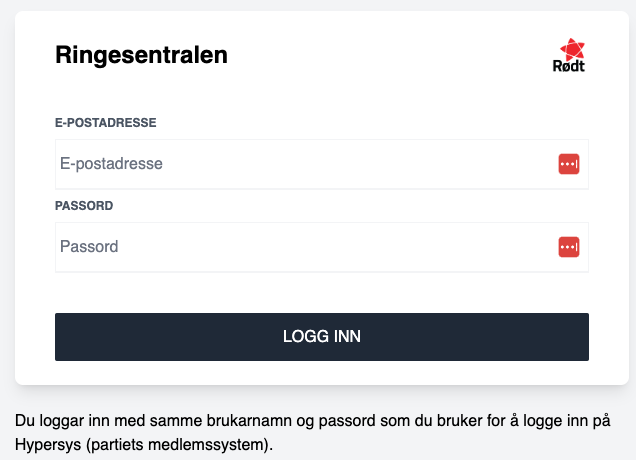 Ringesentralen
Rødt
E-POSTADRESSE
E-postadresse
PASSORD
Passord
LOGG INN
Du loggar inn med samme brukarnamn og passord som du bruker for å logge inn på
Hypersys (partiets medlemssystem).